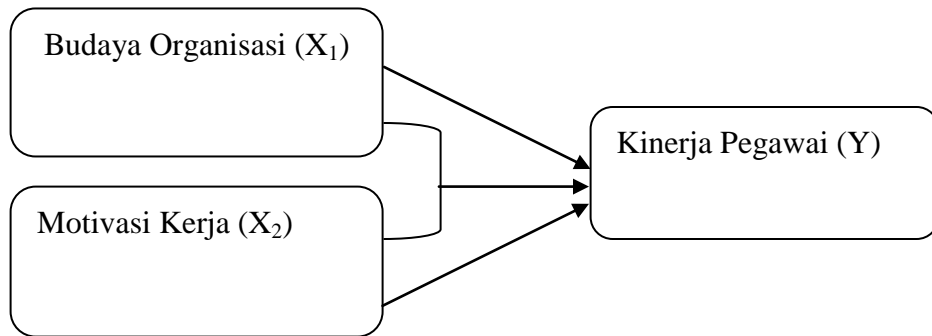 Budaya Organisasi (X₁)
Kinerja Pegawai (Y)
Motivasi Kerja (X₂)